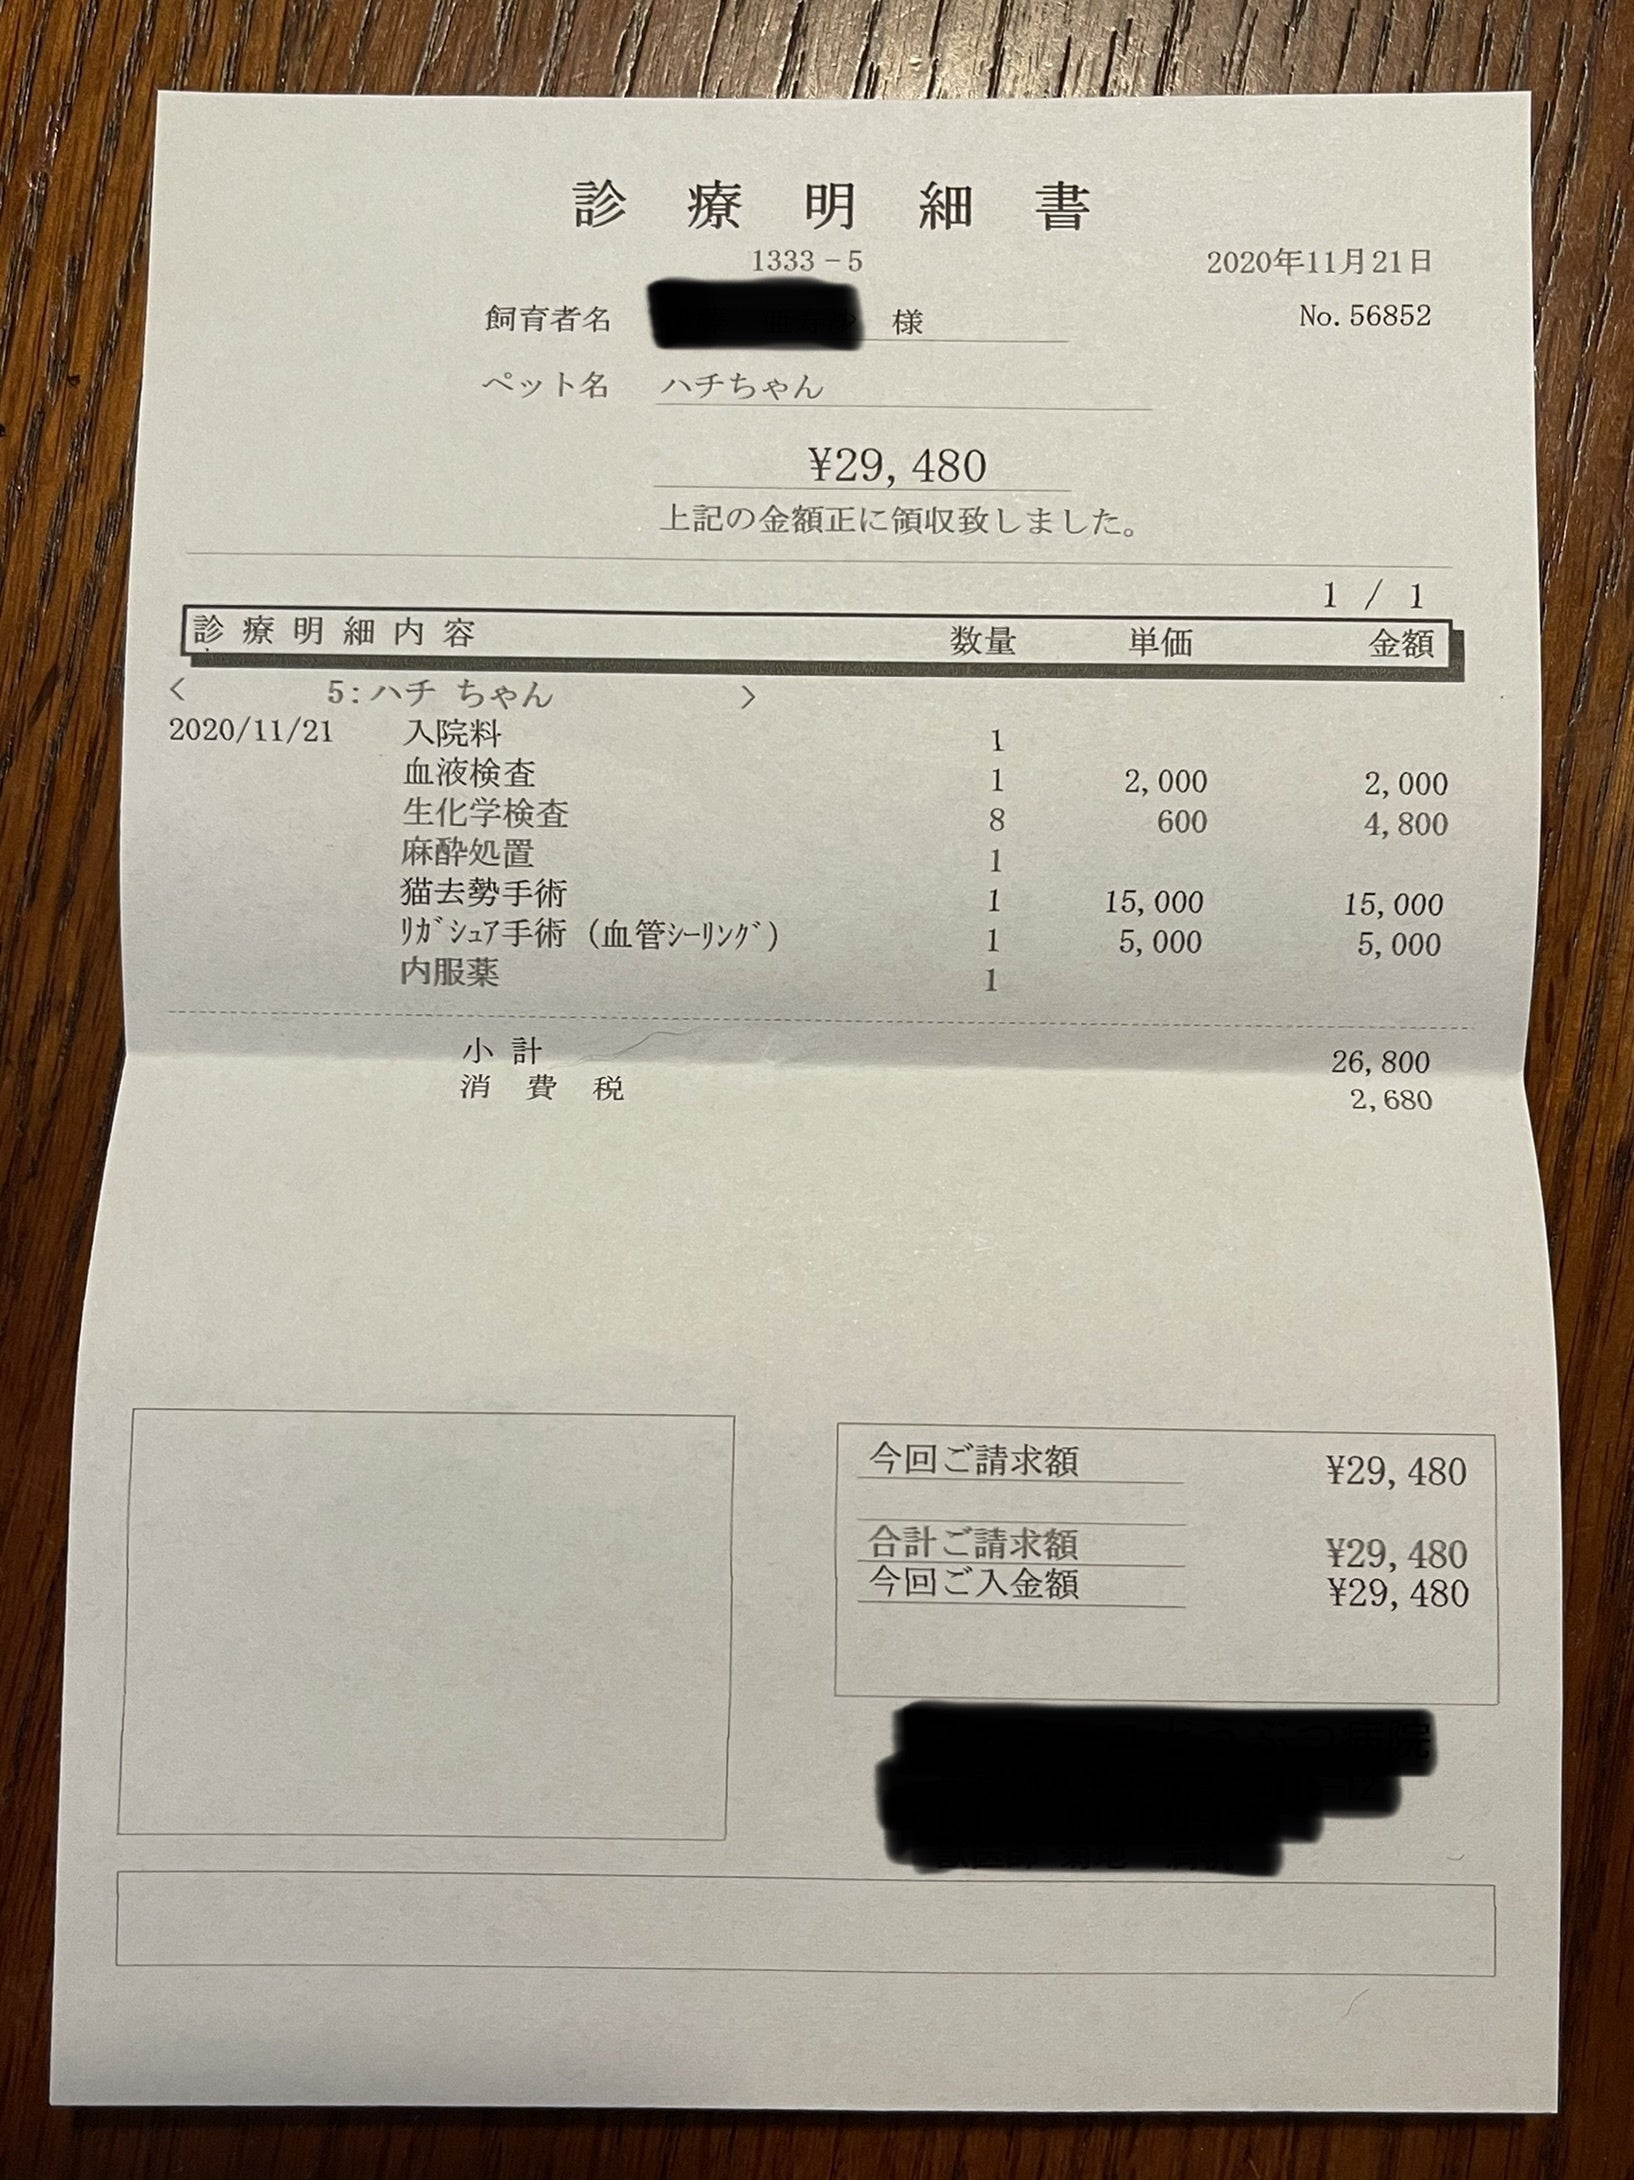 診療明細書
1333-5 2020年11月21日
飼育者名 様 No.56852
ペット名 ハチちゃん
¥29,480
上記の金額正に領収致しました。
1 / 1
診療明細内容 数量 単価 金額
< 5:ハチ ちゃん >
2020/11/21 入院料 1
血液検査 1 2,000 2,000
生化学検査 8 600 4,800
麻酔処置 1
猫去勢手術 1 15,000 15,000
ﾘｶﾞｼｭｱ手術（血管ｼｰﾘﾝｸﾞ） 1 5,000 5,000
内服薬 1
小計 26,800
消費税 2,680
今回ご請求額 ¥29,480
合計ご請求額 ¥29,480
今回ご入金額 ¥29,480